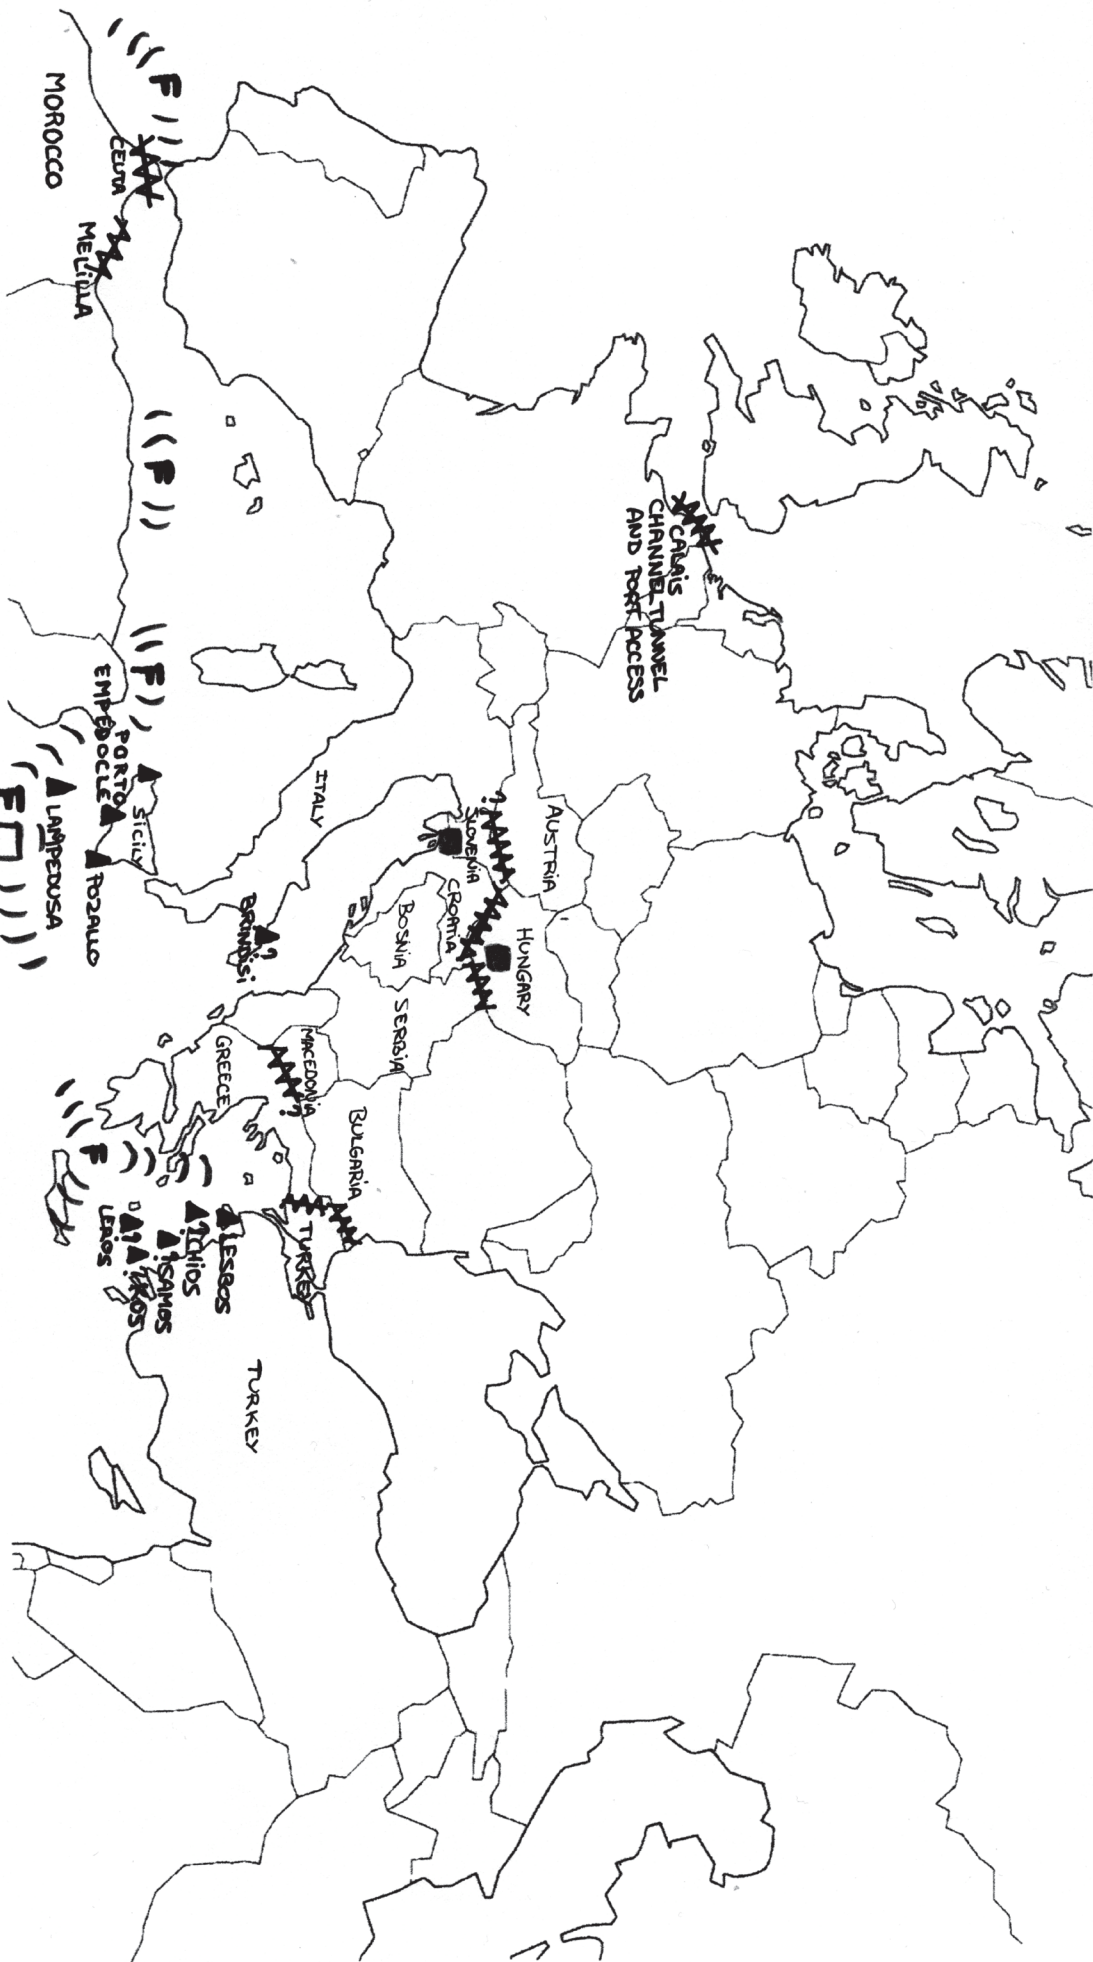 CALAIS
CHANNEL TUNNEL
AND PORT ACCESS
AUSTRIA
HUNGARY
?
SLOVENIA
CROATIA
BOSNIA
SERBIA
BULGARIA
ITALY
MACEDONIA
?
TURKEY
?
BRINDISI
TURKEY
GREECE
LESBOS
? CHIOS
? SAMOS
? KOS
?
LEROS
F
F
F
F
SICILY
PORTO
EMPEDOCLE
CEUTA
MELILLA
POZALLO
LAMPEDUSA
MOROCCO
F